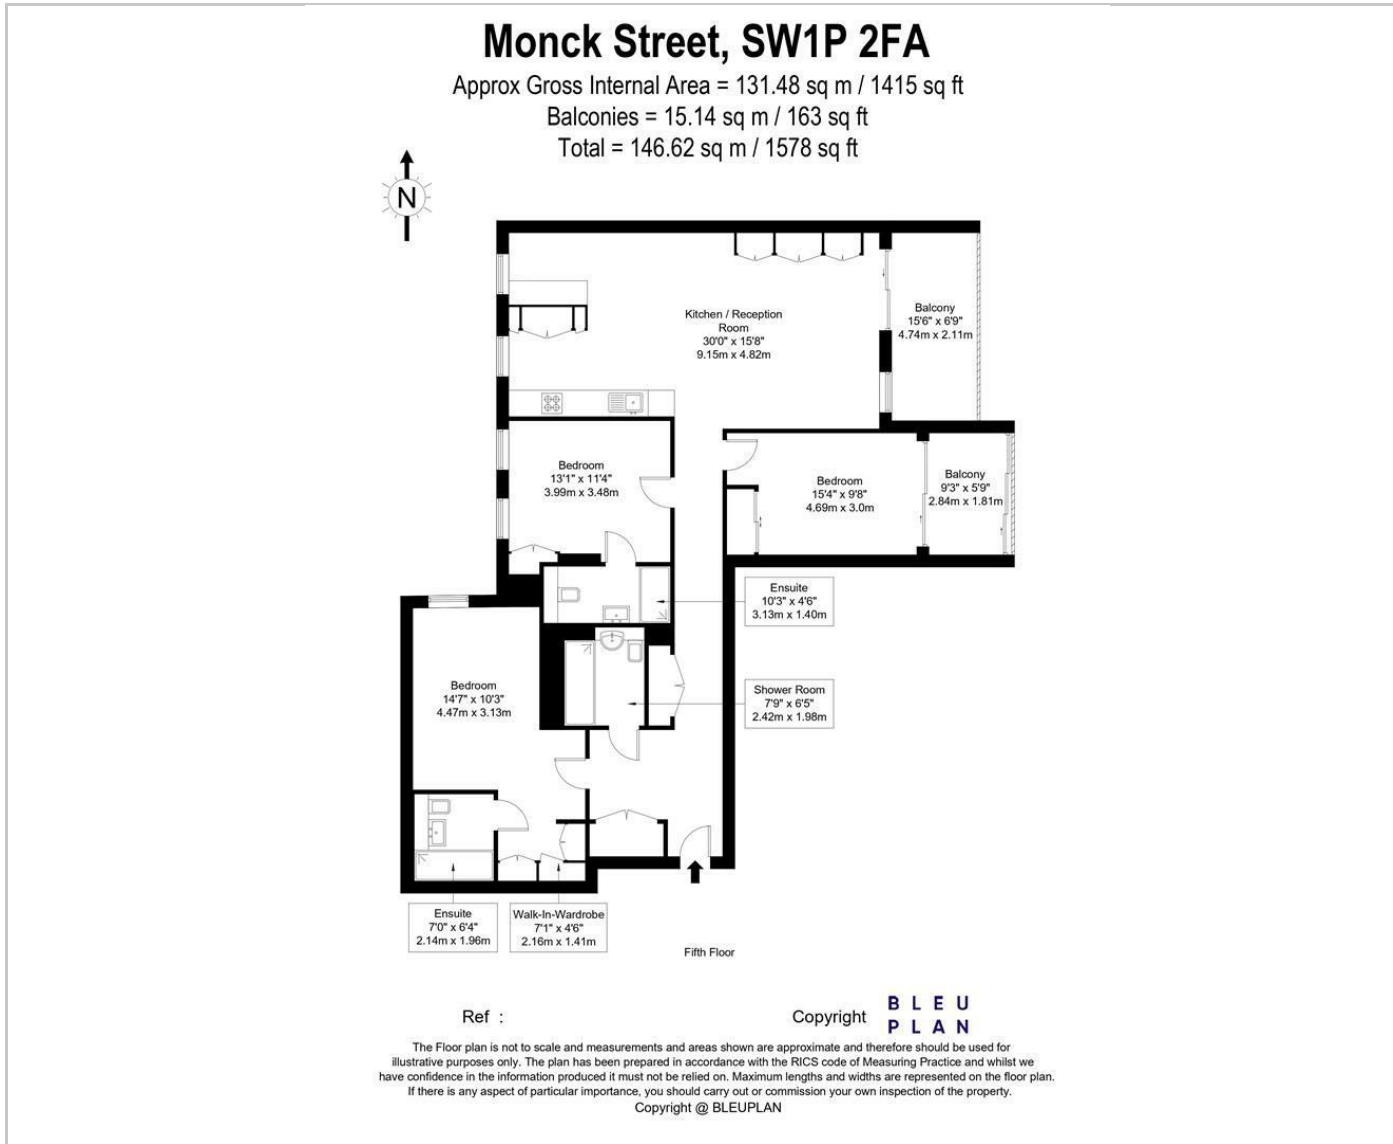 Monck Street, SW1P 2FA
Approx Gross Internal Area = 131.48 sq m / 1415 sq ft
Balconies = 15.14 sq m / 163 sq ft
Total = 146.62 sq m / 1578 sq ft
N
Kitchen / Reception
Room
30'0" x 15'8"
9.15m x 4.82m
Balcony
15'6" x 6'9"
4.74m x 2.11m
Bedroom
13'1" x 11'4"
3.99m x 3.48m
Bedroom
15'4" x 9'8"
4.69m x 3.0m
Balcony
9'3" x 5'9"
2.84m x 1.81m
Ensuite
10'3" x 4'6"
3.13m x 1.40m
Bedroom
14'7" x 10'3"
4.47m x 3.13m
Shower Room
7'9" x 6'5"
2.42m x 1.98m
Ensuite
7'0" x 6'4"
2.14m x 1.96m
Walk-In-Wardrobe
7'1" x 4'6"
2.16m x 1.41m
Fifth Floor
Ref :
Copyright
BLEU
PLAN
The Floor plan is not to scale and measurements and areas shown are approximate and therefore should be used for
illustrative purposes only. The plan has been prepared in accordance with the RICS code of Measuring Practice and whilst we
have confidence in the information produced it must not be relied on. Maximum lengths and widths are represented on the floor plan.
If there is any aspect of particular importance, you should carry out or commission your own inspection of the property.
Copyright @ BLEUPLAN